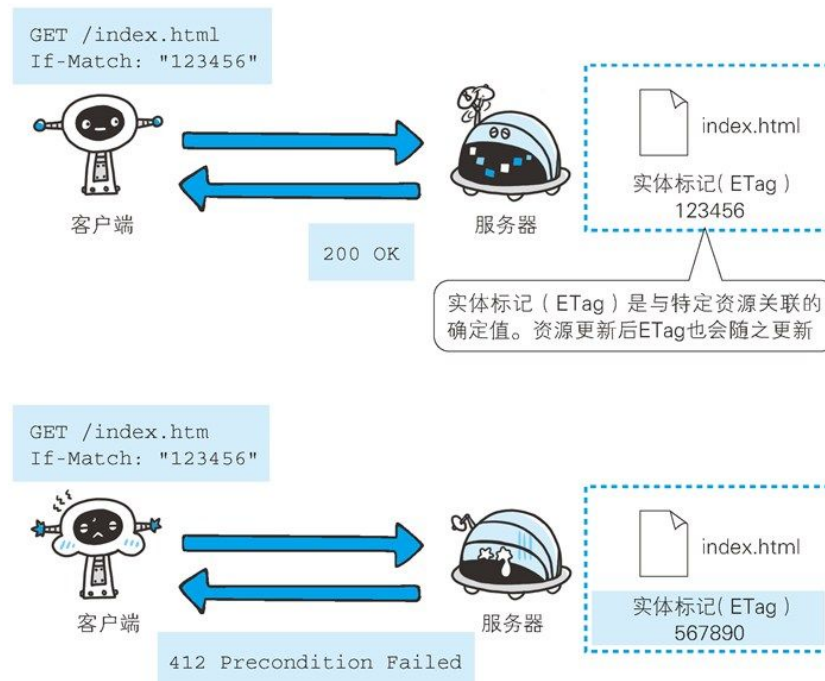 GET /index.html
If-Match: "123456"
index.html
实体标记( ETag )
123456
客户端
服务器
200 OK
实体标记（ ETag ）是与特定资源关联的
确定值。资源更新后ETag也会随之更新
GET /index.htm
If-Match: "123456"
index.html
实体标记( ETag )
567890
客户端
服务器
412 Precondition Failed